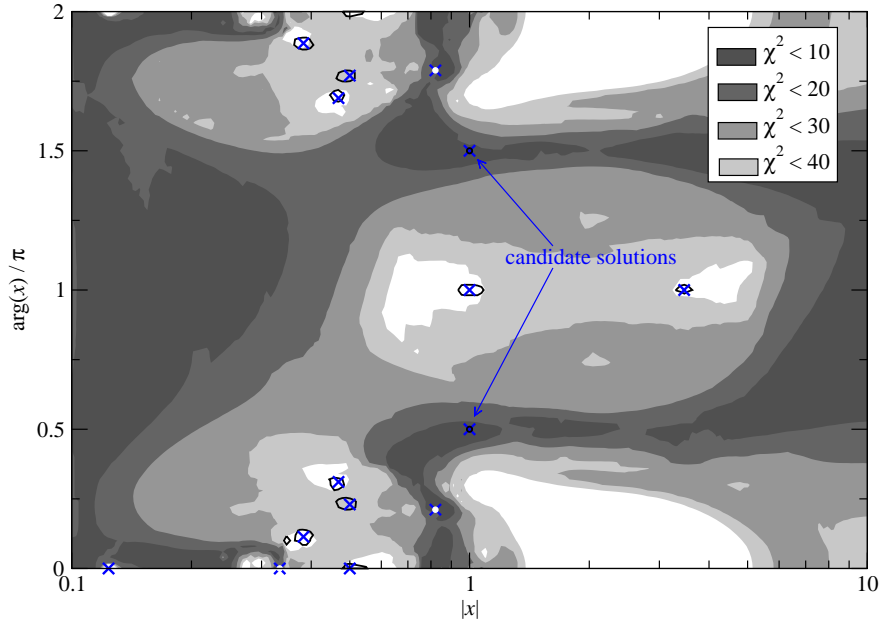 2
1.5
1
0.5
0
arg(x) / π
χ² < 10
χ² < 20
χ² < 30
χ² < 40
candidate solutions
0.1
1
10
|x|